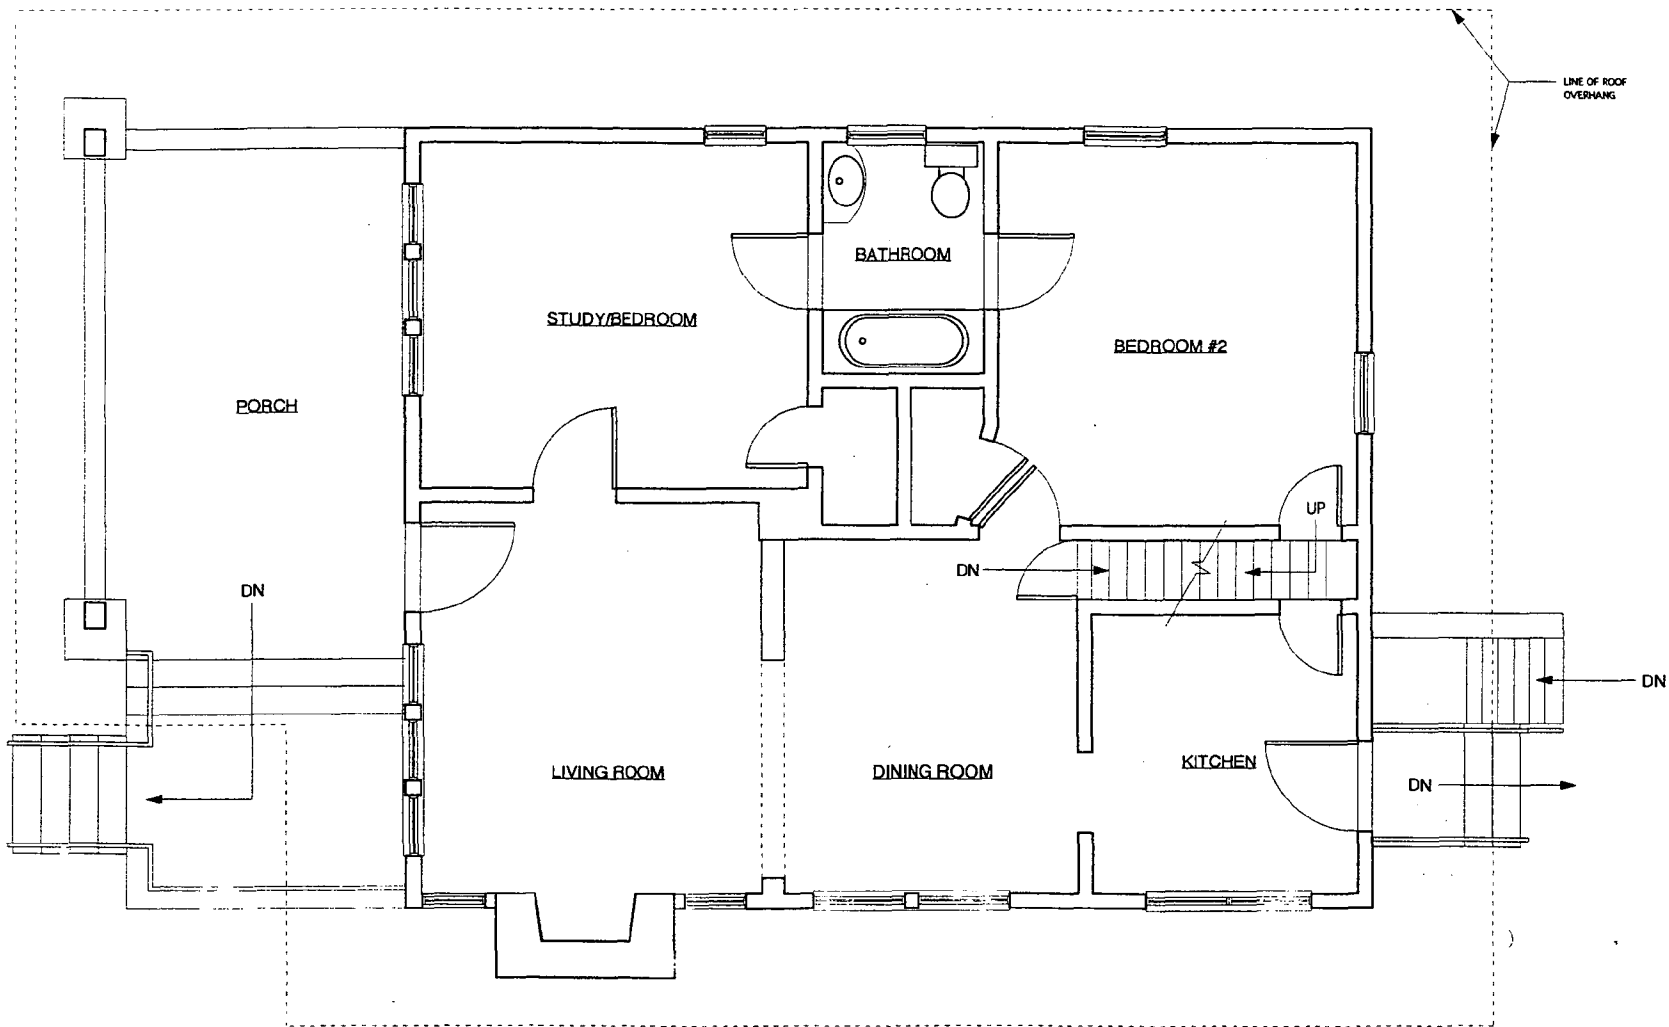 LINE OF ROOF
OVERHANG
BATHROOM
STUDY/BEDROOM
BEDROOM #2
PORCH
UP
DN
DN
DN
LIVING ROOM
DINING ROOM
KITCHEN
DN